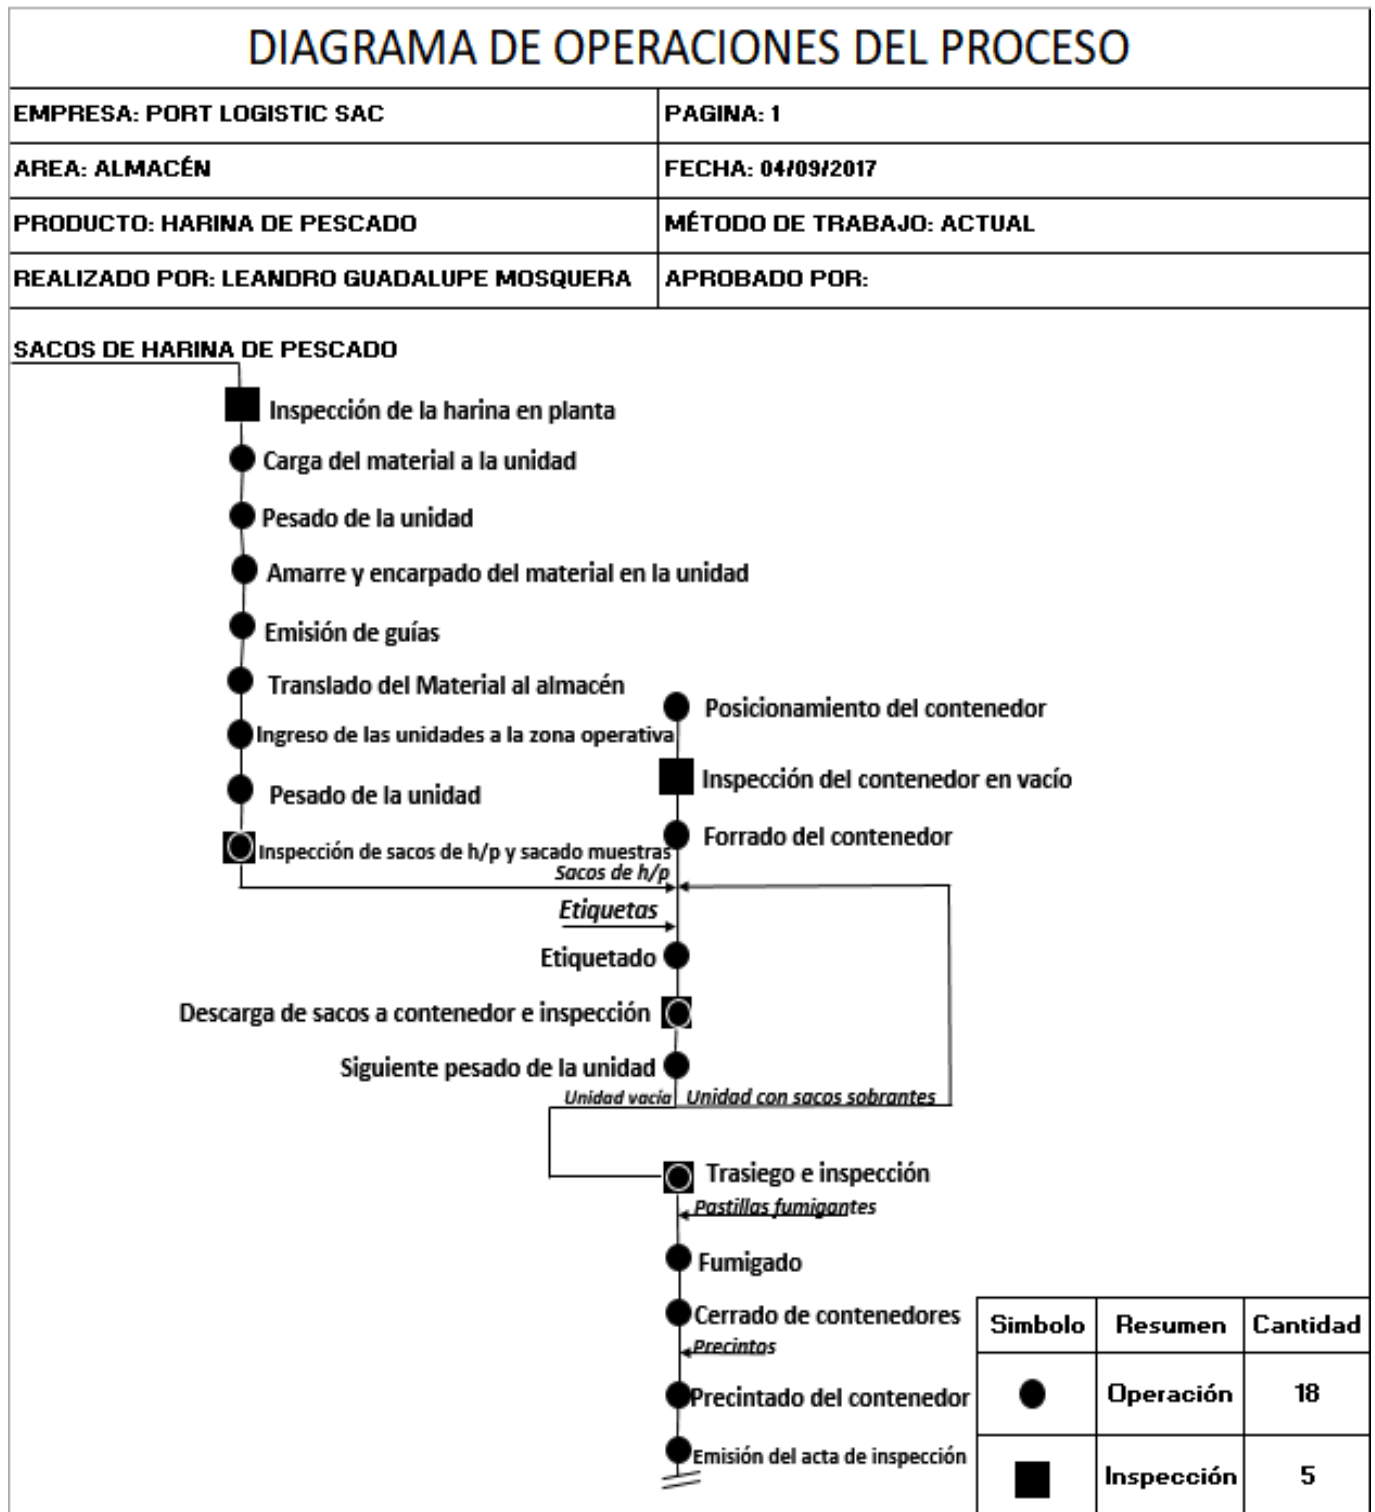 DIAGRAMA DE OPERACIONES DEL PROCESO
EMPRESA: PORT LOGISTIC SAC
PAGINA: 1
AREA: ALMACÉN
FECHA: 04/09/2017
PRODUCTO: HARINA DE PESCADO
MÉTODO DE TRABAJO: ACTUAL
REALIZADO POR: LEANDRO GUADALUPE MOSQUERA
APROBADO POR:
SACOS DE HARINA DE PESCADO
Inspección de la harina en planta
Carga del material a la unidad
Pesado de la unidad
Amarre y encarpado del material en la unidad
Emisión de guías
Translado del Material al almacén
Ingreso de las unidades a la zona operativa
Pesado de la unidad
Inspección de sacos de h/p y sacado muestras
Sacos de h/p
Posicionamiento del contenedor
Inspección del contenedor en vacío
Forrado del contenedor
Etiquetas
Etiquetado
Descarga de sacos a contenedor e inspección
Siguiente pesado de la unidad
Unidad vacía
Unidad con sacos sobrantes
Trasiego e inspección
Pastillas fumigantes
Fumigado
Cerrado de contenedores
Precintos
Precintado del contenedor
Emisión del acta de inspección
Simbolo Resumen Cantidad
Operación 18
Inspección 5